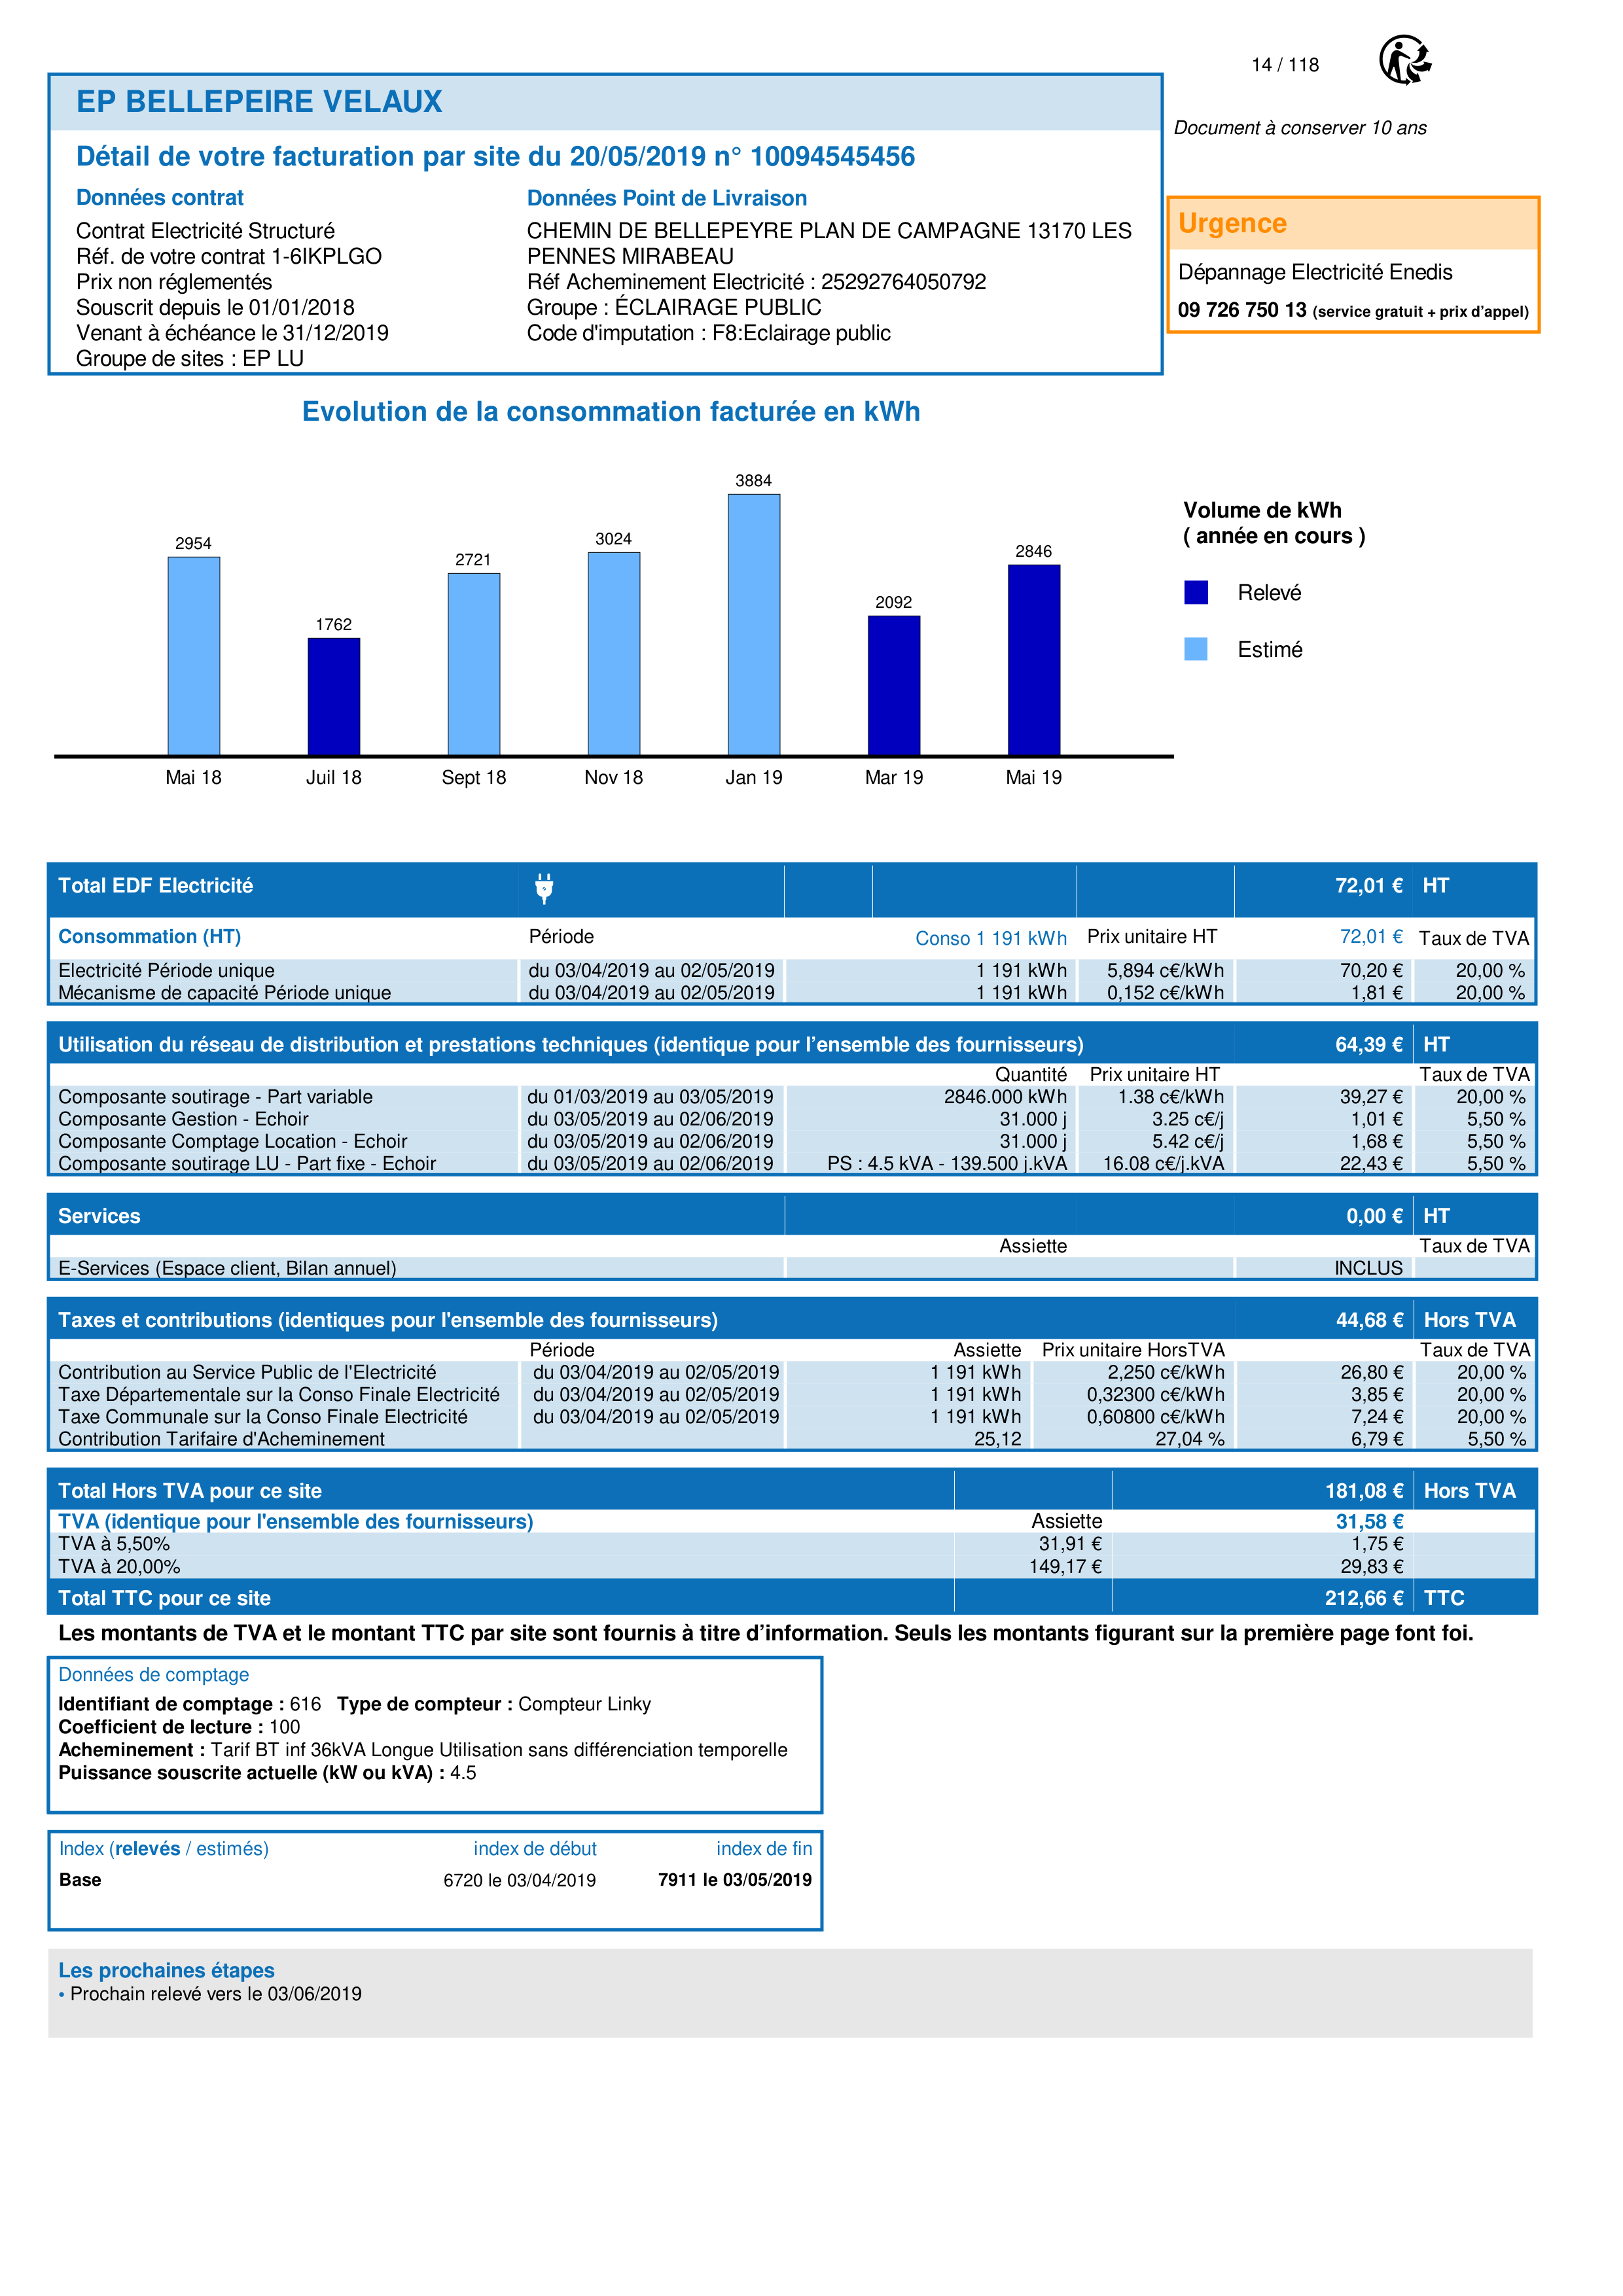 14 / 118
EP BELLEPEIRE VELAUX
Document à conserver 10 ans
Détail de votre facturation par site du 20/05/2019 n° 10094545456
Données contrat
Contrat Electricité Structuré
Réf. de votre contrat 1-6IKPLGO
Prix non réglementés
Souscrit depuis le 01/01/2018
Venant à échéance le 31/12/2019
Groupe de sites : EP LU
Données Point de Livraison
CHEMIN DE BELLEPEYRE PLAN DE CAMPAGNE 13170 LES
PENNES MIRABEAU
Réf Acheminement Electricité : 25292764050792
Groupe : ÉCLAIRAGE PUBLIC
Code d'imputation : F8:Eclairage public
Urgence
Dépannage Electricité Enedis
09 726 750 13 (service gratuit + prix d'appel)
Evolution de la consommation facturée en kWh
2954 1762 2721 3024 3884 2092 2846
Mai 18 Juil 18 Sept 18 Nov 18 Jan 19 Mar 19 Mai 19
Volume de kWh
( année en cours )
Relevé
Estimé
Total EDF Electricité 72,01 € HT
Consommation (HT) Période Conso 1 191 kWh Prix unitaire HT 72,01 € Taux de TVA
Electricité Période unique du 03/04/2019 au 02/05/2019 1 191 kWh 5,894 c€/kWh 70,20 € 20,00 %
Mécanisme de capacité Période unique du 03/04/2019 au 02/05/2019 1 191 kWh 0,152 c€/kWh 1,81 € 20,00 %
Utilisation du réseau de distribution et prestations techniques (identique pour l'ensemble des fournisseurs) 64,39 € HT
Quantité Prix unitaire HT Taux de TVA
Composante soutirage - Part variable du 01/03/2019 au 03/05/2019 2846.000 kWh 1.38 c€/kWh 39,27 € 20,00 %
Composante Gestion - Echoir du 03/05/2019 au 02/06/2019 31.000 j 3.25 c€/j 1,01 € 5,50 %
Composante Comptage Location - Echoir du 03/05/2019 au 02/06/2019 31.000 j 5.42 c€/j 1,68 € 5,50 %
Composante soutirage LU - Part fixe - Echoir du 03/05/2019 au 02/06/2019 PS : 4.5 kVA - 139.500 j.kVA 16.08 c€/j.kVA 22,43 € 5,50 %
Services 0,00 € HT
Assiette Taux de TVA
E-Services (Espace client, Bilan annuel) INCLUS
Taxes et contributions (identiques pour l'ensemble des fournisseurs) 44,68 € Hors TVA
Période Assiette Prix unitaire HorsTVA Taux de TVA
Contribution au Service Public de l'Electricité du 03/04/2019 au 02/05/2019 1 191 kWh 2,250 c€/kWh 26,80 € 20,00 %
Taxe Départementale sur la Conso Finale Electricité du 03/04/2019 au 02/05/2019 1 191 kWh 0,32300 c€/kWh 3,85 € 20,00 %
Taxe Communale sur la Conso Finale Electricité du 03/04/2019 au 02/05/2019 1 191 kWh 0,60800 c€/kWh 7,24 € 20,00 %
Contribution Tarifaire d'Acheminement 25,12 27,04 % 6,79 € 5,50 %
Total Hors TVA pour ce site 181,08 € Hors TVA
TVA (identique pour l'ensemble des fournisseurs) Assiette 31,58 €
TVA à 5,50% 31,91 € 1,75 €
TVA à 20,00% 149,17 € 29,83 €
Total TTC pour ce site 212,66 € TTC
Les montants de TVA et le montant TTC par site sont fournis à titre d'information. Seuls les montants figurant sur la première page font foi.
Données de comptage
Identifiant de comptage : 616 Type de compteur : Compteur Linky
Coefficient de lecture : 100
Acheminement : Tarif BT inf 36kVA Longue Utilisation sans différenciation temporelle
Puissance souscrite actuelle (kW ou kVA) : 4.5
Index (relevés / estimés) index de début index de fin
Base 6720 le 03/04/2019 7911 le 03/05/2019
Les prochaines étapes
• Prochain relevé vers le 03/06/2019